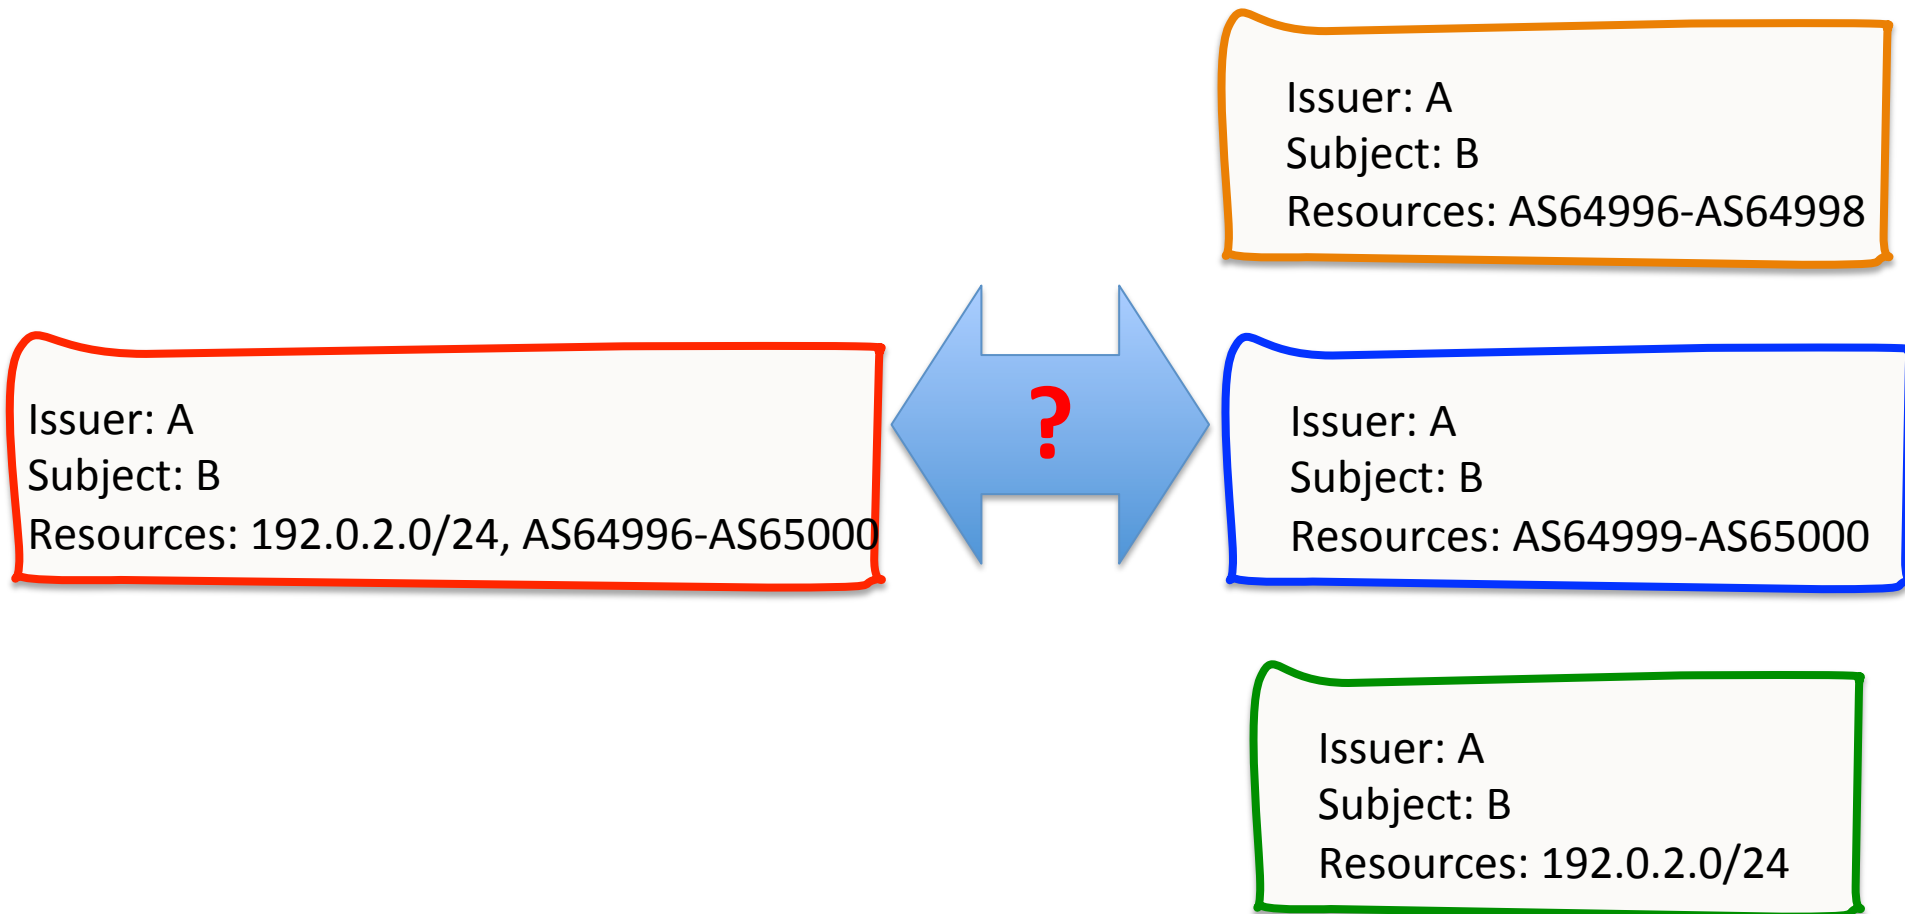 Issuer: A
Subject: B
Resources: 192.0.2.0/24, AS64996-AS65000
?
Issuer: A
Subject: B
Resources: AS64996-AS64998
Issuer: A
Subject: B
Resources: AS64999-AS65000
Issuer: A
Subject: B
Resources: 192.0.2.0/24